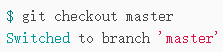 $ git checkout master
Switched to branch 'master'